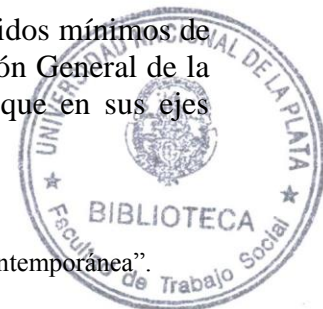 idos mínimos de
ón General de la
que en sus ejes
ntemporánea”.
UNIVERSIDAD NACIONAL DE LA PLATA
BIBLIOTECA
Facultad de Trabajo Social